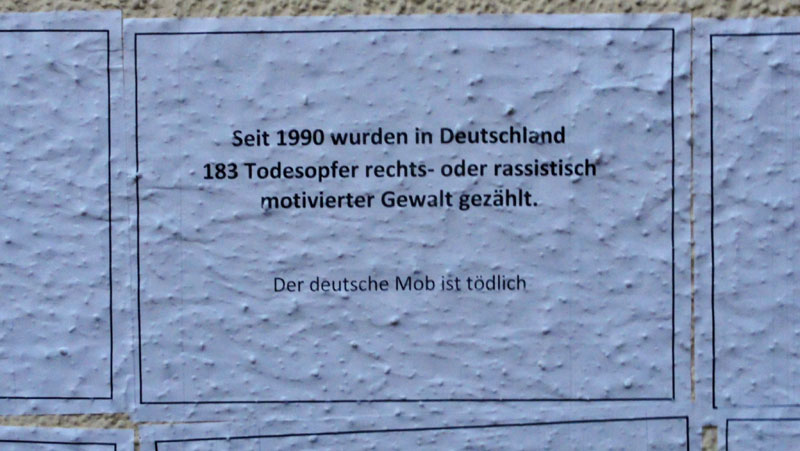 Seit 1990 wurden in Deutschland
183 Todesopfer rechts- oder rassistisch
motivierter Gewalt gezählt.
Der deutsche Mob ist tödlich